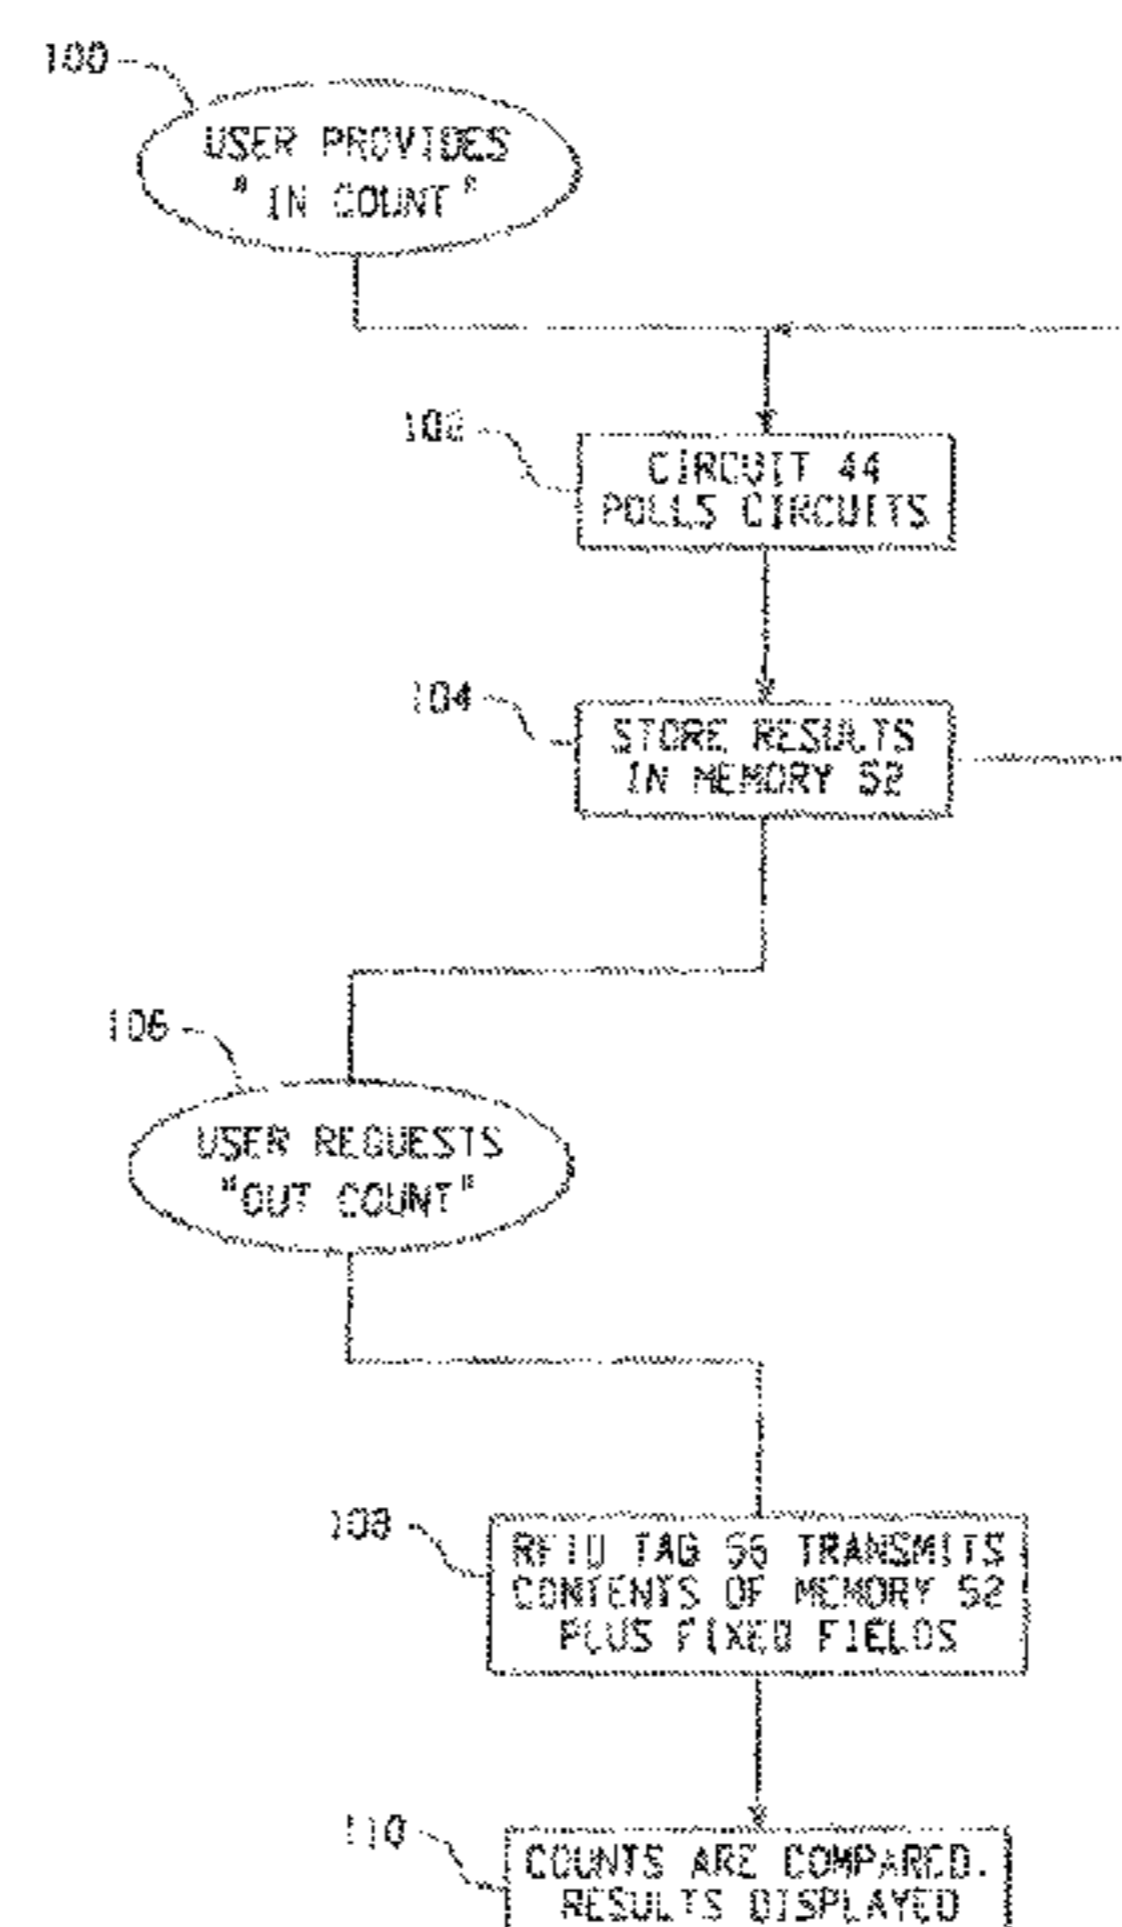 100
USER PROVIDES
"IN COUNT"
102
CIRCUIT 44
POLLS CIRCUITS
104
STORE RESULTS
IN MEMORY 52
106
USER REQUESTS
"OUT COUNT"
108
RFID TAG 56 TRANSMITS
CONTENTS OF MEMORY 52
PLUS FIXED FIELDS
110
COUNTS ARE COMPARED.
RESULTS DISPLAYED